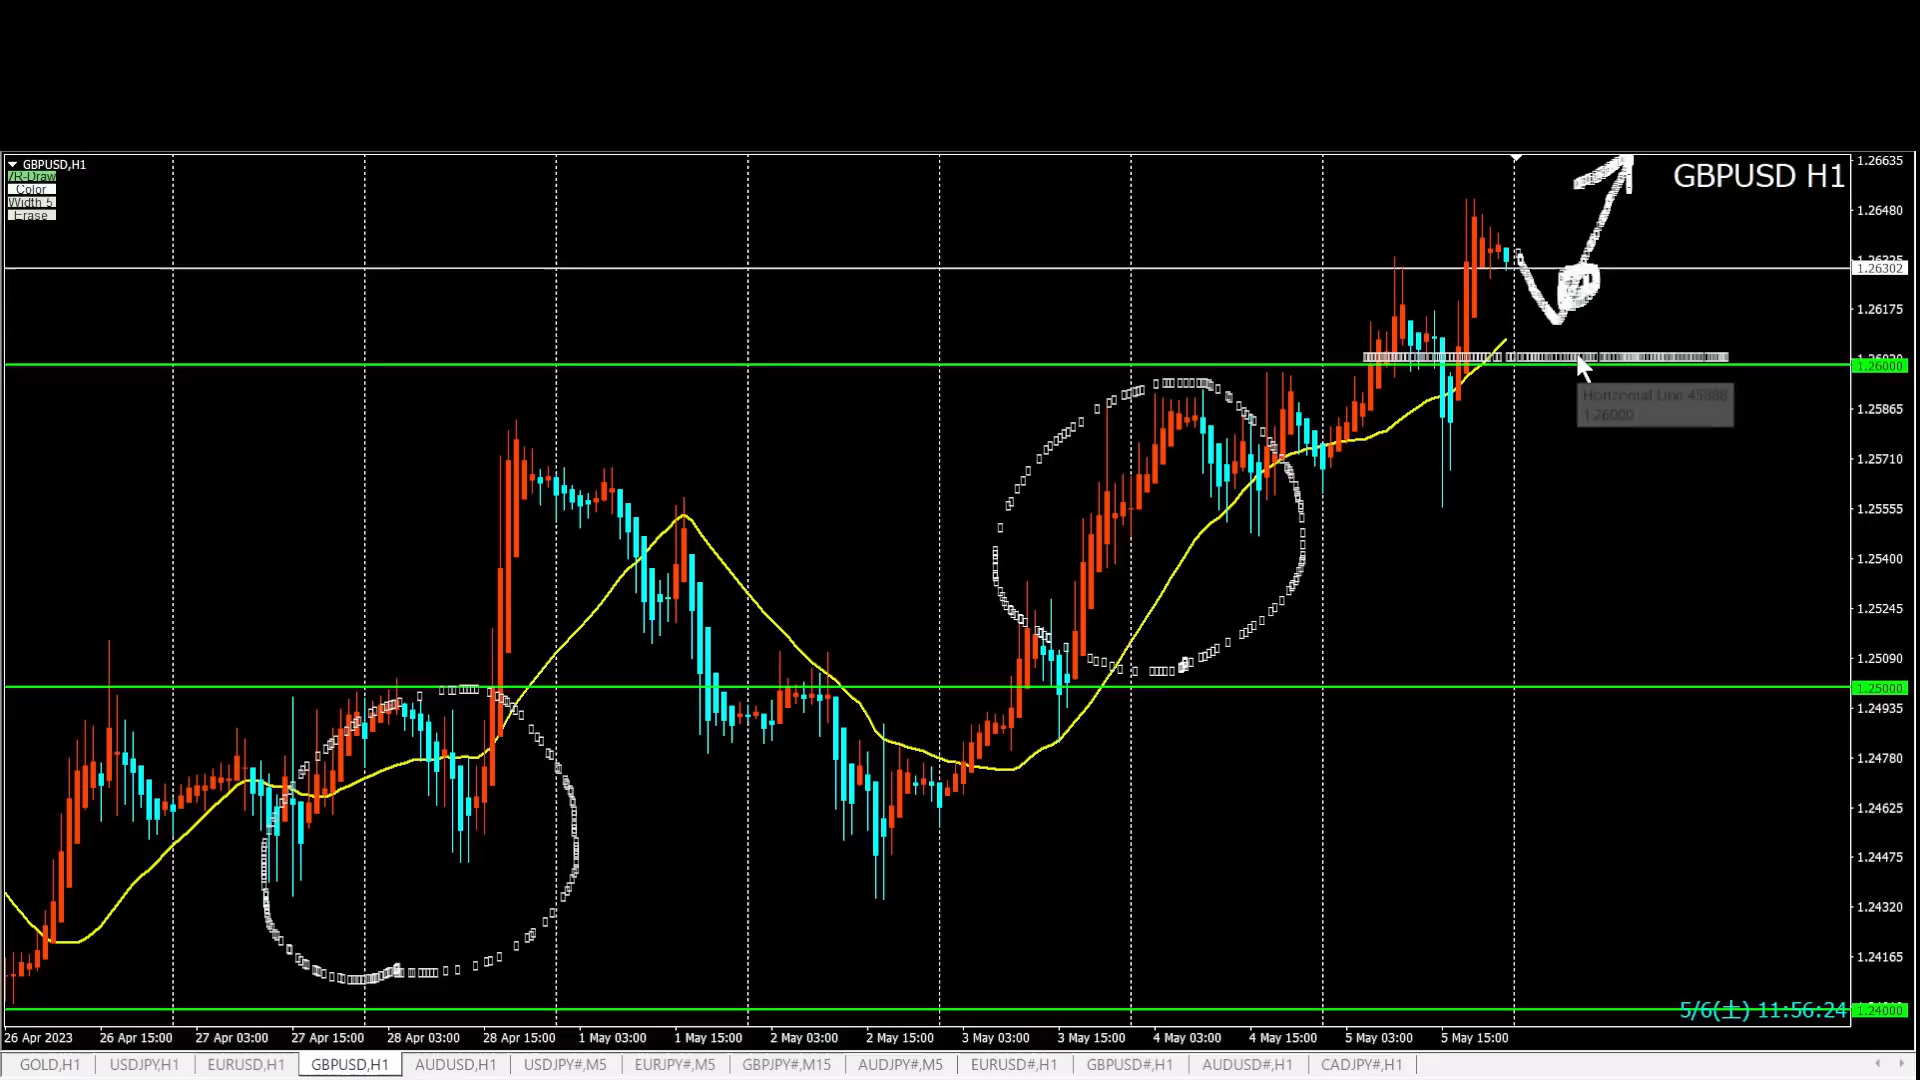 GBPUSD,H1
/R-Draw
Color
Width 5
Erase
GBPUSD H1
1.26635
1.26480
1.26302
1.26175
1.26000
Horizontal Line 45888
1.26000
1.25865
1.25710
1.25555
1.25400
1.25245
1.25090
1.25000
1.24935
1.24780
1.24625
1.24475
1.24320
1.24165
5/6(土) 11:56:24
1.24000
26 Apr 2023 26 Apr 15:00 27 Apr 03:00 27 Apr 15:00 28 Apr 03:00 28 Apr 15:00 1 May 03:00 1 May 15:00 2 May 03:00 2 May 15:00 3 May 03:00 3 May 15:00 4 May 03:00 4 May 15:00 5 May 03:00 5 May 15:00
GOLD,H1 USDJPY,H1 EURUSD,H1 GBPUSD,H1 AUDUSD,H1 USDJPY#,M5 EURJPY#,M5 GBPJPY#,M15 AUDJPY#,M5 EURUSD#,H1 GBPUSD#,H1 AUDUSD#,H1 CADJPY#,H1